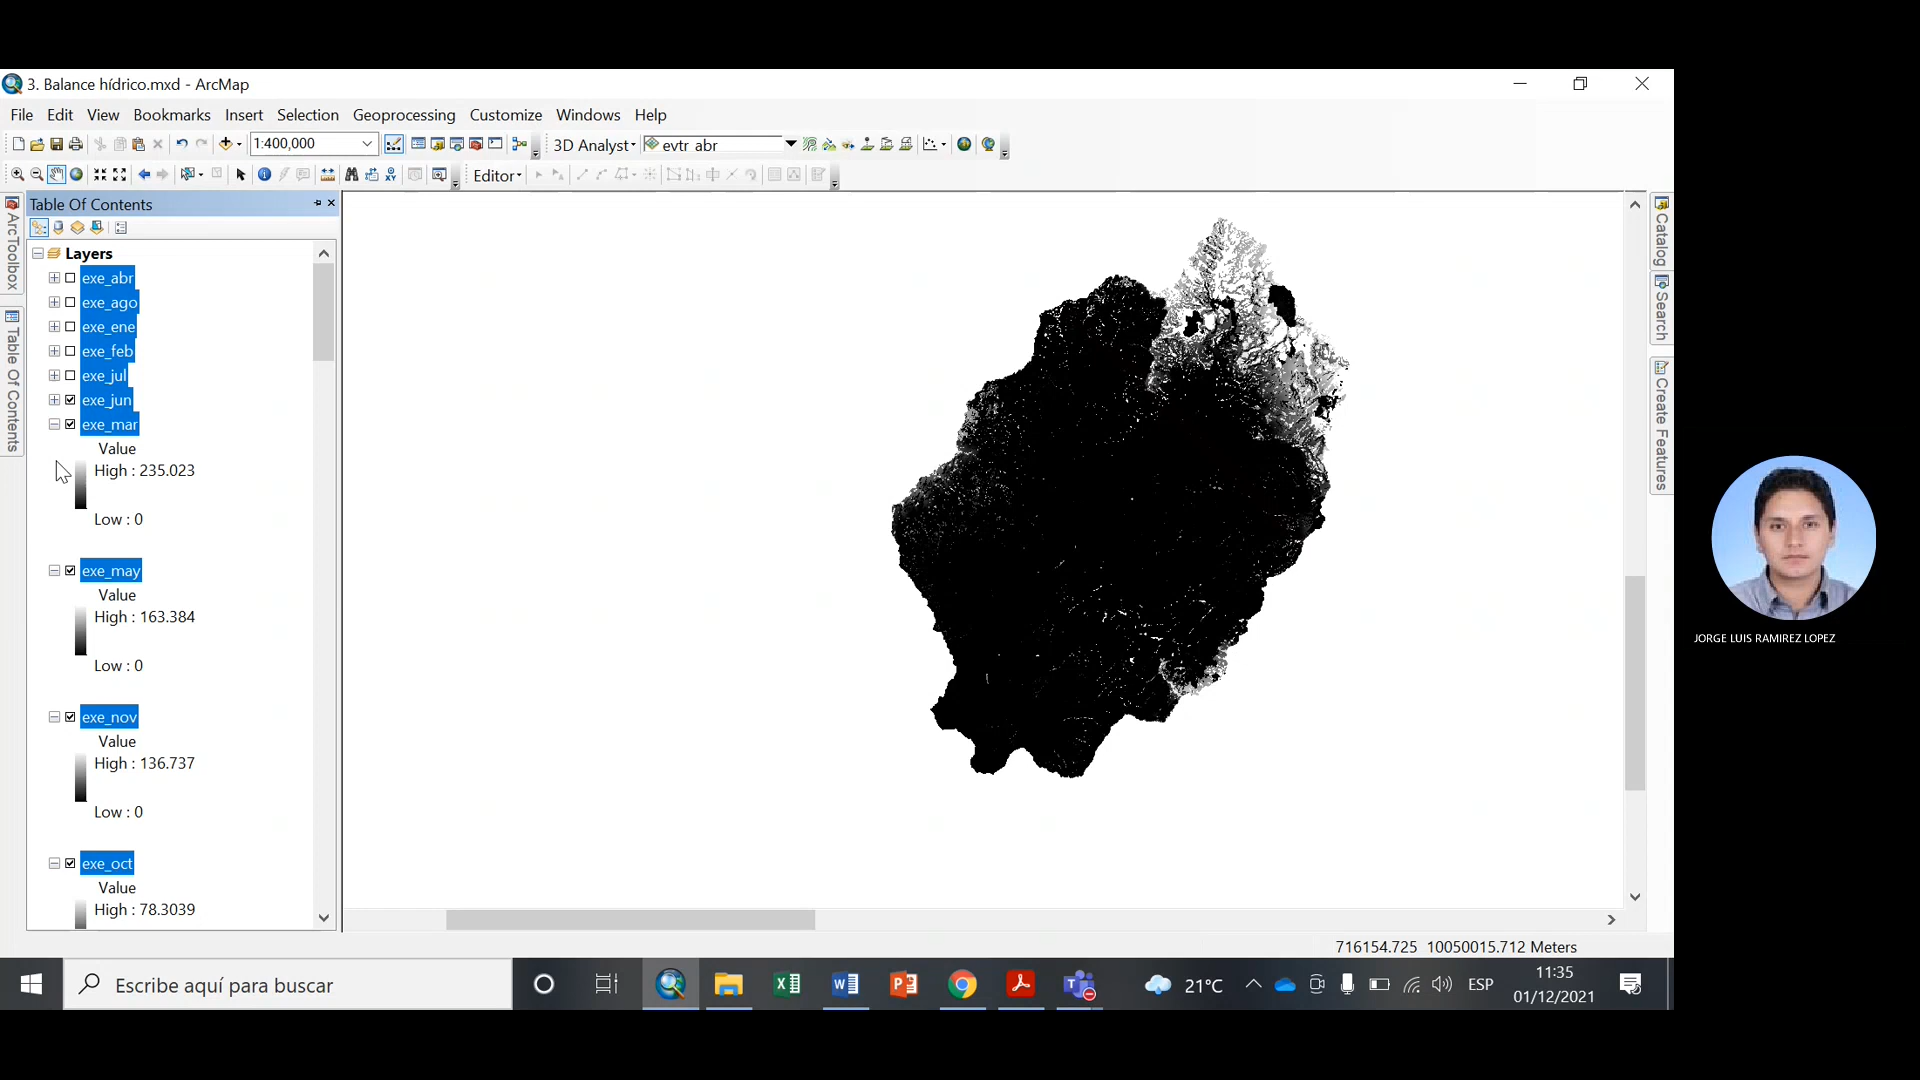 3. Balance hídrico.mxd - ArcMap
File Edit View Bookmarks Insert Selection Geoprocessing Customize Windows Help
1:400,000 3D Analyst evtr abr
Editor
Table Of Contents
ArcToolbox
Table Of Contents
Layers
exe_abr
exe_ago
exe_ene
exe_feb
exe_jul
exe_jun
exe_mar
Value
High : 235.023
Low : 0
exe_may
Value
High : 163.384
Low : 0
exe_nov
Value
High : 136.737
Low : 0
exe_oct
Value
High : 78.3039
Catalog
Search
Create Features
JORGE LUIS RAMIREZ LOPEZ
716154.725 10050015.712 Meters
Escribe aquí para buscar
21°C
ESP
11:35
01/12/2021